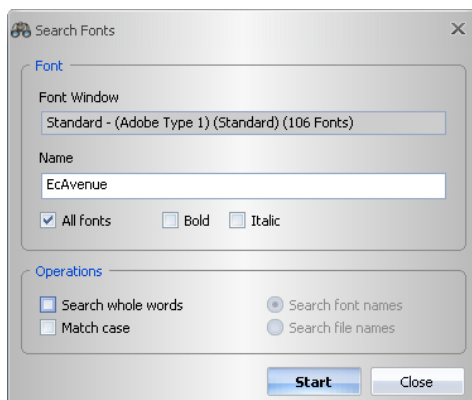 Search Fonts
Font
Font Window
Standard - (Adobe Type 1) (Standard) (106 Fonts)
Name
EcAvenue
All fonts Bold Italic
Operations
Search whole words Search font names
Match case Search file names
Start Close